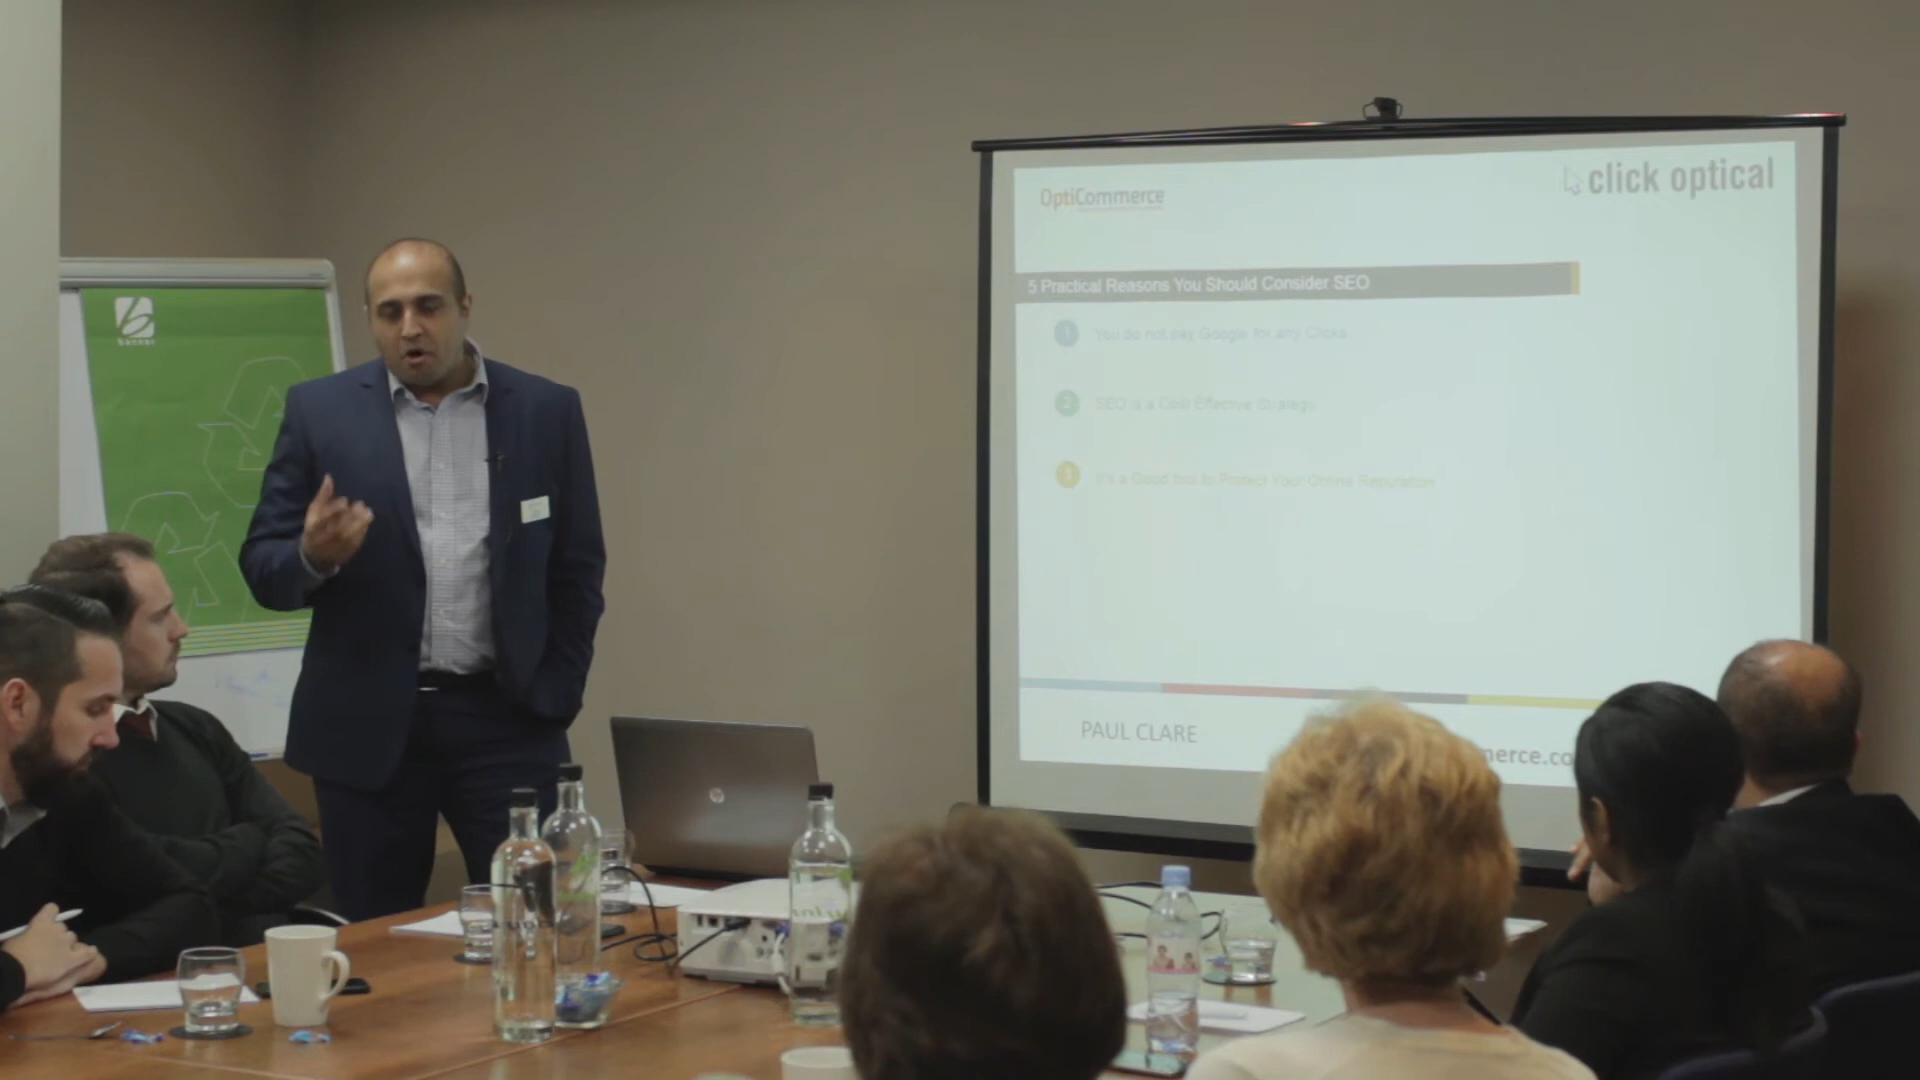 banner
OptiCommerce
click optical
5 Practical Reasons You Should Consider SEO
1 You do not pay Google for any Clicks
2 SEO is a Cost Effective Strategy
3 It's a Good tool to Protect Your Online Reputation
PAUL CLARE
merce.co
hp